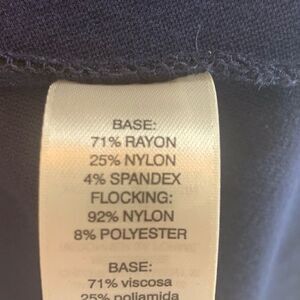 BASE:
71% RAYON
25% NYLON
4% SPANDEX
FLOCKING:
92% NYLON
8% POLYESTER
BASE:
71% viscosa
25% poliamida